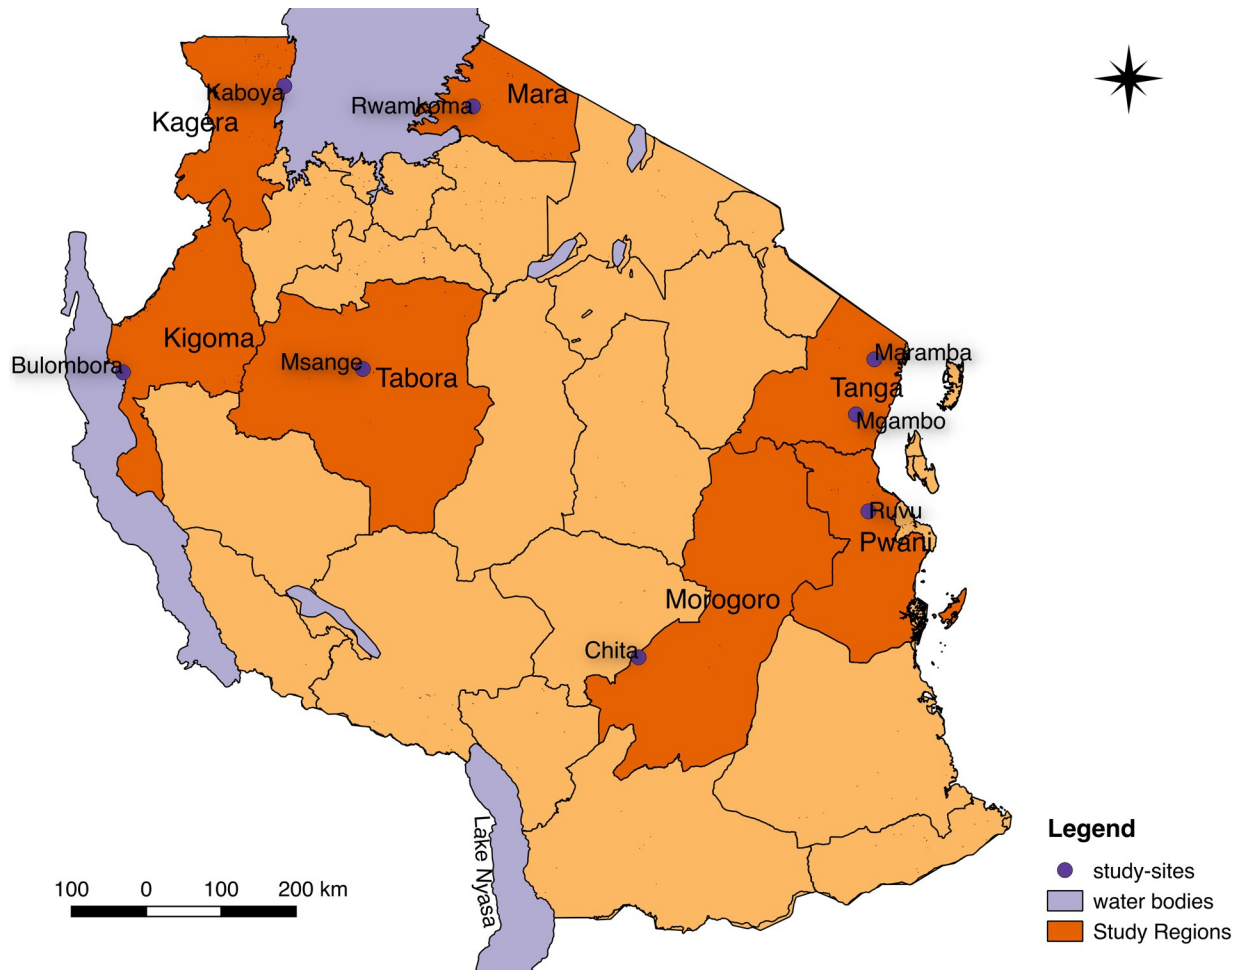 Kaboya
Kagera
Rwamkoma
Mara
Kigoma
Bulombora
Msange
Tabora
Maramba
Tanga
Mgambo
Ruvu
Pwani
Morogoro
Chita
Lake Nyasa
100 0 100 200 km
Legend
study-sites
water bodies
Study Regions